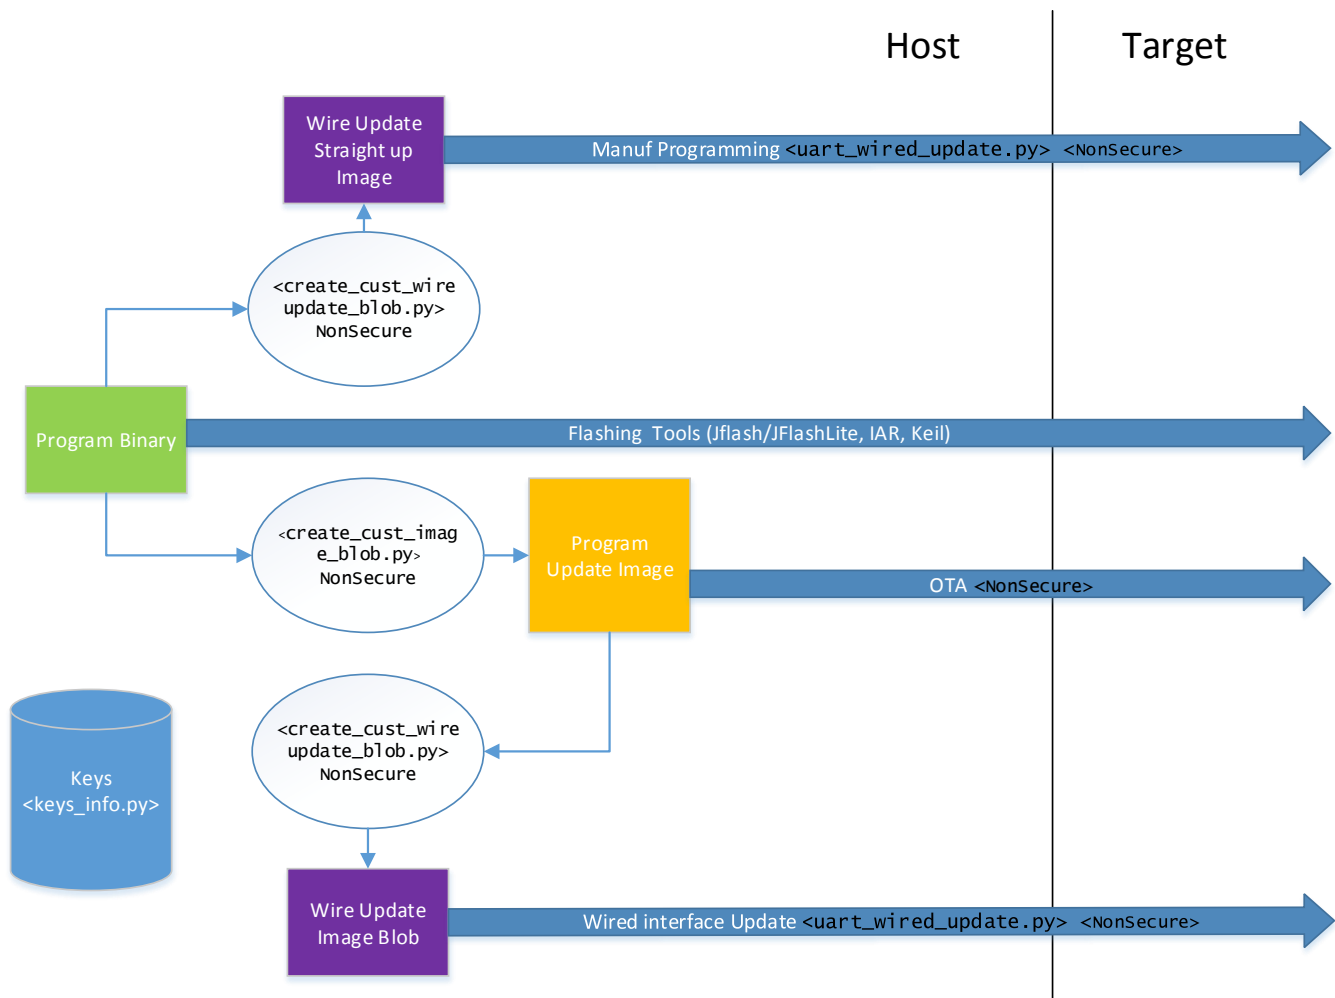 Host
Target
Wire Update
Straight up
Image
Manuf Programming <uart_wired_update.py> <NonSecure>
<create_cust_wire
update_blob.py>
NonSecure
Program Binary
Flashing Tools (Jflash/JFlashLite, IAR, Keil)
<create_cust_imag
e_blob.py>
NonSecure
Program
Update Image
OTA <NonSecure>
<create_cust_wire
update_blob.py>
NonSecure
Keys
<keys_info.py>
Wire Update
Image Blob
Wired interface Update <uart_wired_update.py> <NonSecure>